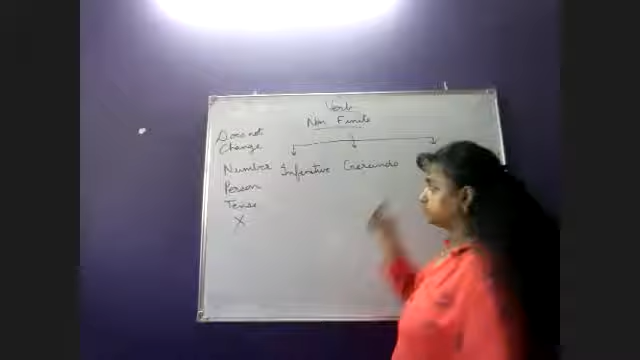 Verb
Non Finite
Does not
Change
Number Infinitive Gerunds
Person
Tense
X